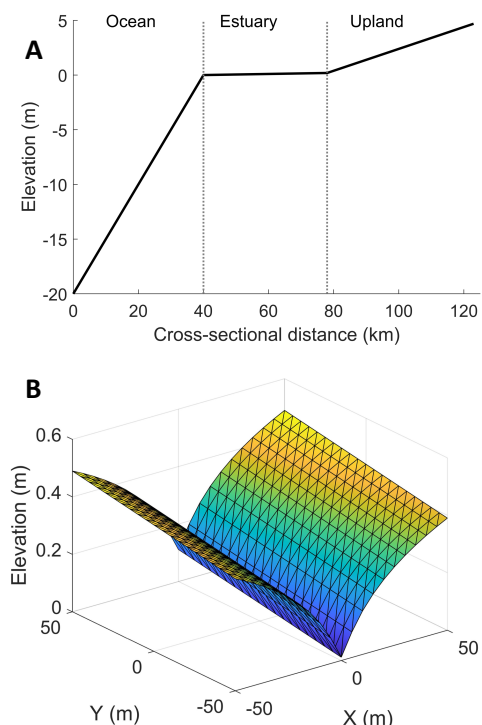 A
Ocean Estuary Upland
5
0
-5
-10
-15
-20
Elevation (m)
0 20 40 60 80 100 120
Cross-sectional distance (km)
B
0.6
0.4
0.2
0
Elevation (m)
50
0
-50
Y (m)
-50
0
50
X (m)